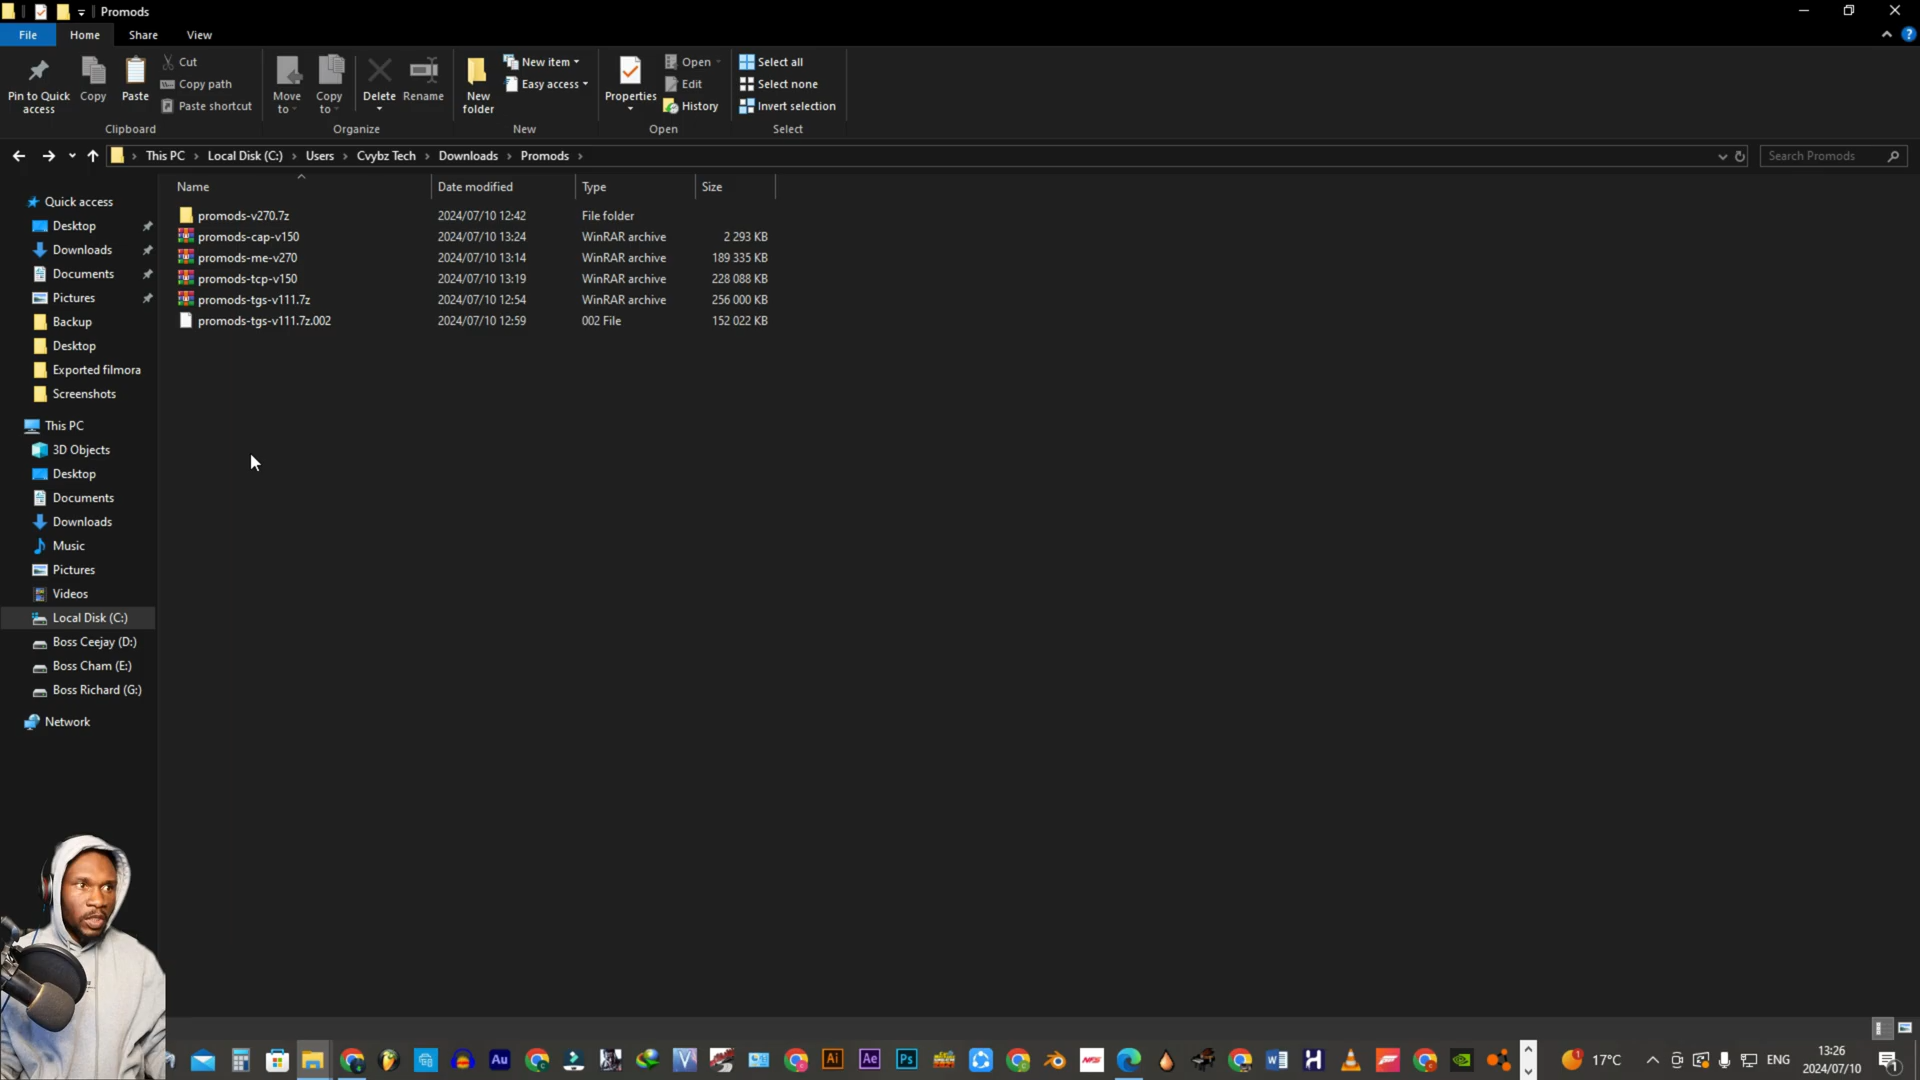 Promods
File Home Share View
Pin to Quick access
Copy
Paste
Cut
Copy path
Paste shortcut
Clipboard
Move to
Copy to
Delete
Rename
Organize
New folder
New item
Easy access
New
Properties
Open
Edit
History
Open
Select all
Select none
Invert selection
Select
This PC › Local Disk (C:) › Users › Cvybz Tech › Downloads › Promods ›
Search Promods
Name Date modified Type Size
promods-v270.7z 2024/07/10 12:42 File folder
promods-cap-v150 2024/07/10 13:24 WinRAR archive 2 293 KB
promods-me-v270 2024/07/10 13:14 WinRAR archive 189 335 KB
promods-tcp-v150 2024/07/10 13:19 WinRAR archive 228 088 KB
promods-tgs-v111.7z 2024/07/10 12:54 WinRAR archive 256 000 KB
promods-tgs-v111.7z.002 2024/07/10 12:59 002 File 152 022 KB
Quick access
Desktop
Downloads
Documents
Pictures
Backup
Desktop
Exported filmora
Screenshots
This PC
3D Objects
Desktop
Documents
Downloads
Music
Pictures
Videos
Local Disk (C:)
Boss Ceejay (D:)
Boss Cham (E:)
Boss Richard (G:)
Network
Au
Ai
Ae
Ps
17°C
ENG
13:26
2024/07/10